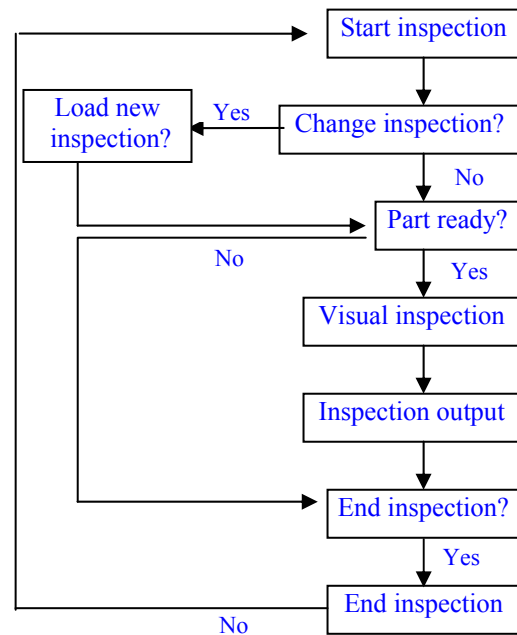 Start inspection
Load new
inspection?
Yes
Change inspection?
No
Part ready?
No
Yes
Visual inspection
Inspection output
End inspection?
Yes
End inspection
No